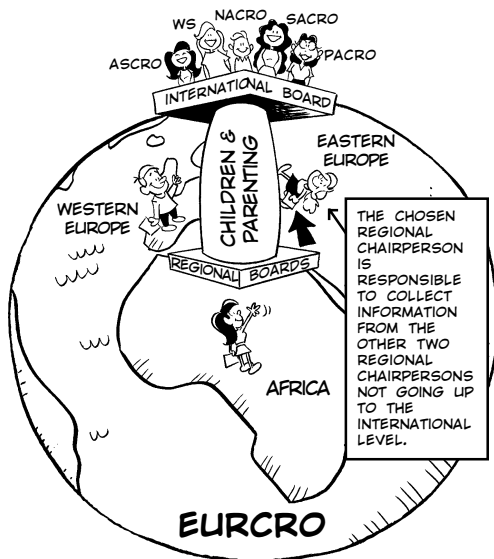 WS
NACRO
SACRO
ASCRO
PACRO
INTERNATIONAL BOARD
CHILDREN &
PARENTING
EASTERN
EUROPE
WESTERN
EUROPE
REGIONAL BOARDS
THE CHOSEN
REGIONAL
CHAIRPERSON
IS
RESPONSIBLE
TO COLLECT
INFORMATION
FROM THE
OTHER TWO
REGIONAL
CHAIRPERSONS
NOT GOING UP
TO THE
INTERNATIONAL
LEVEL.
AFRICA
EURCRO